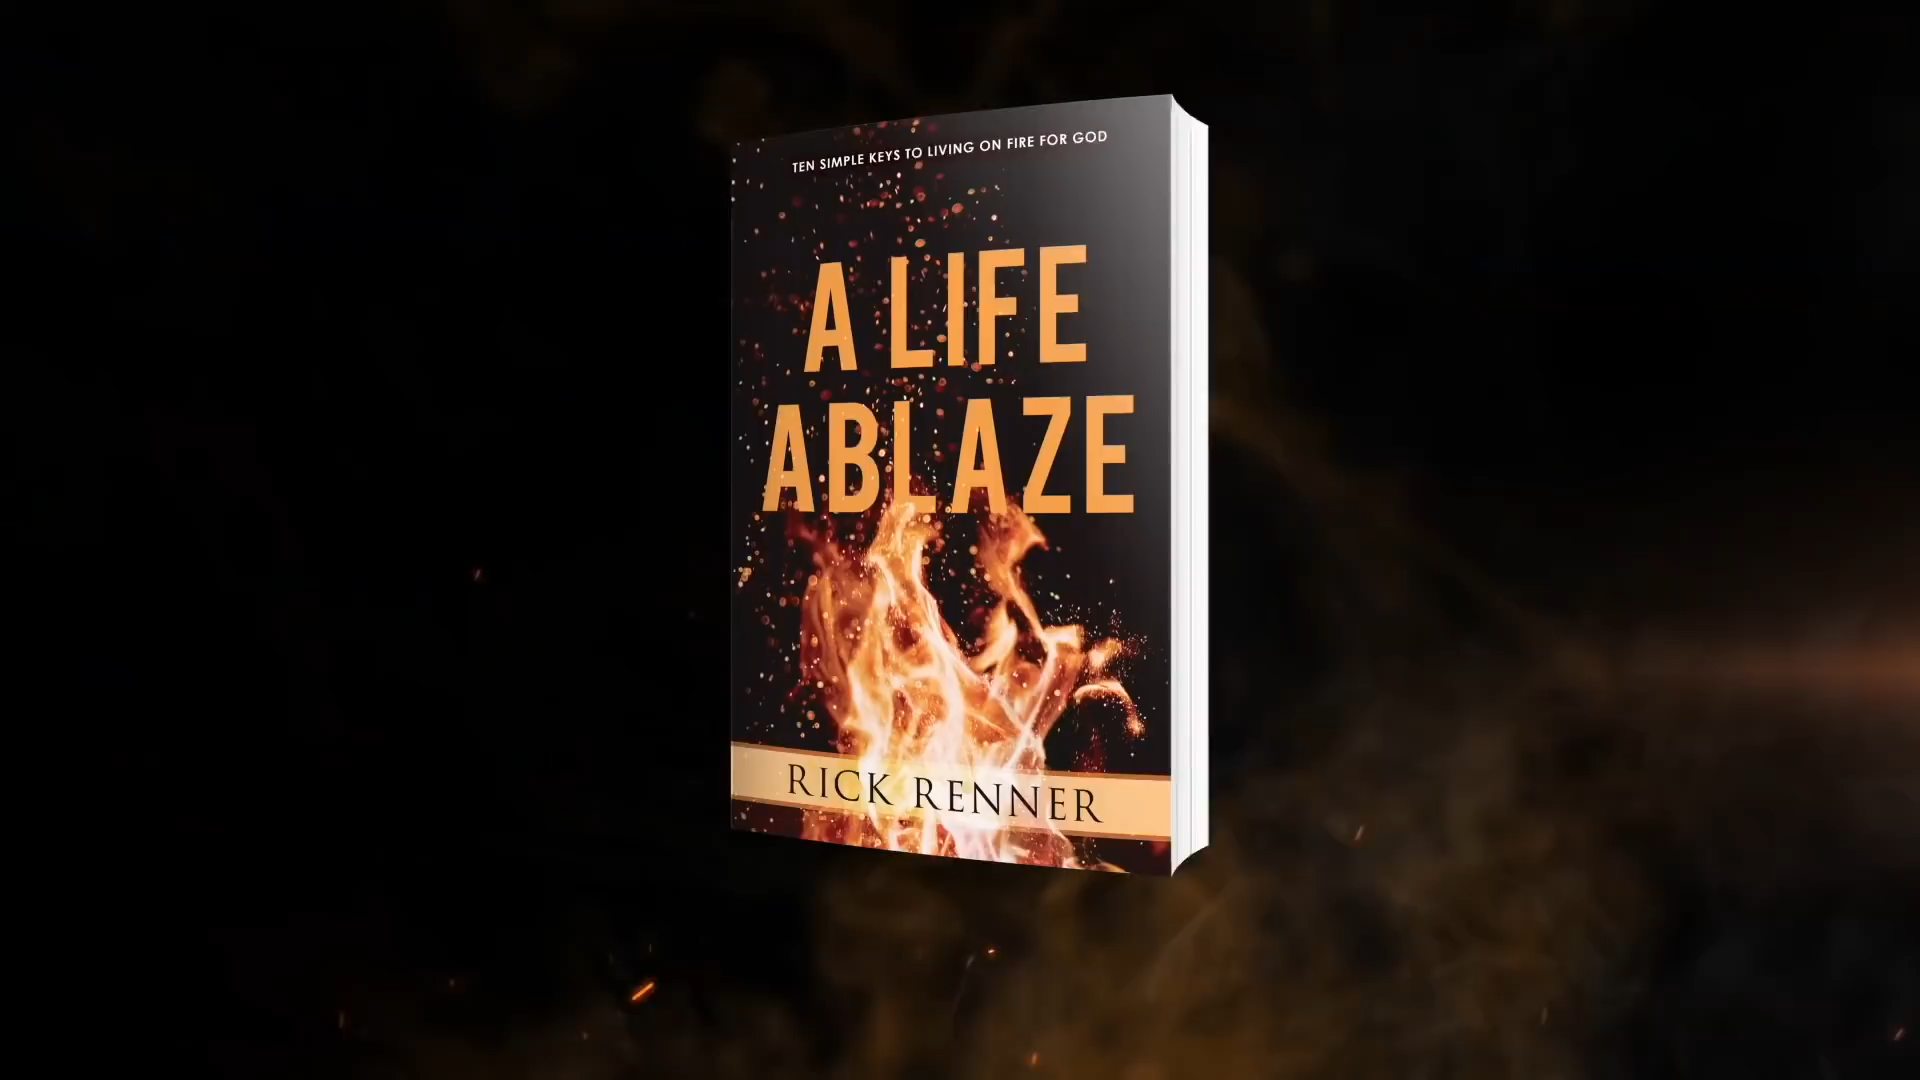 TEN SIMPLE KEYS TO LIVING ON FIRE FOR GOD
A LIFE
ABLAZE
RICK RENNER